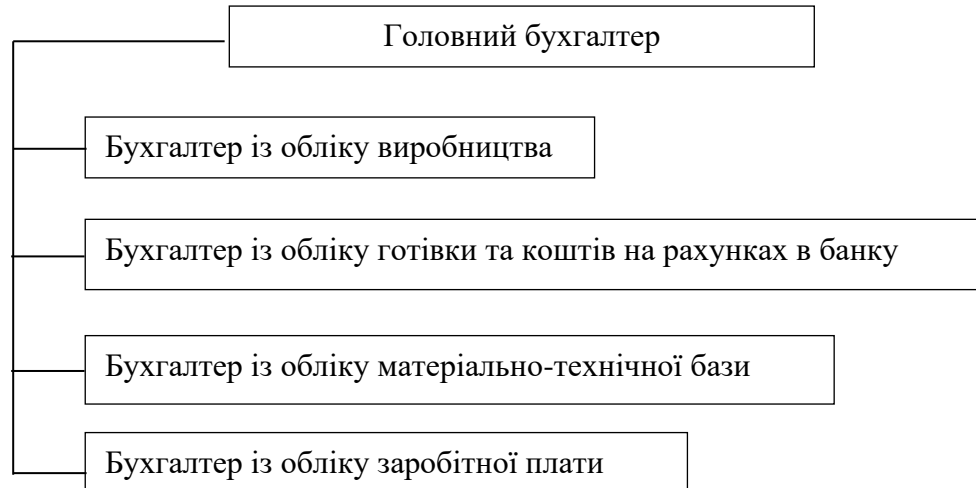 Головний бухгалтер
Бухгалтер із обліку виробництва
Бухгалтер із обліку готівки та коштів на рахунках в банку
Бухгалтер із обліку матеріально-технічної бази
Бухгалтер із обліку заробітної плати